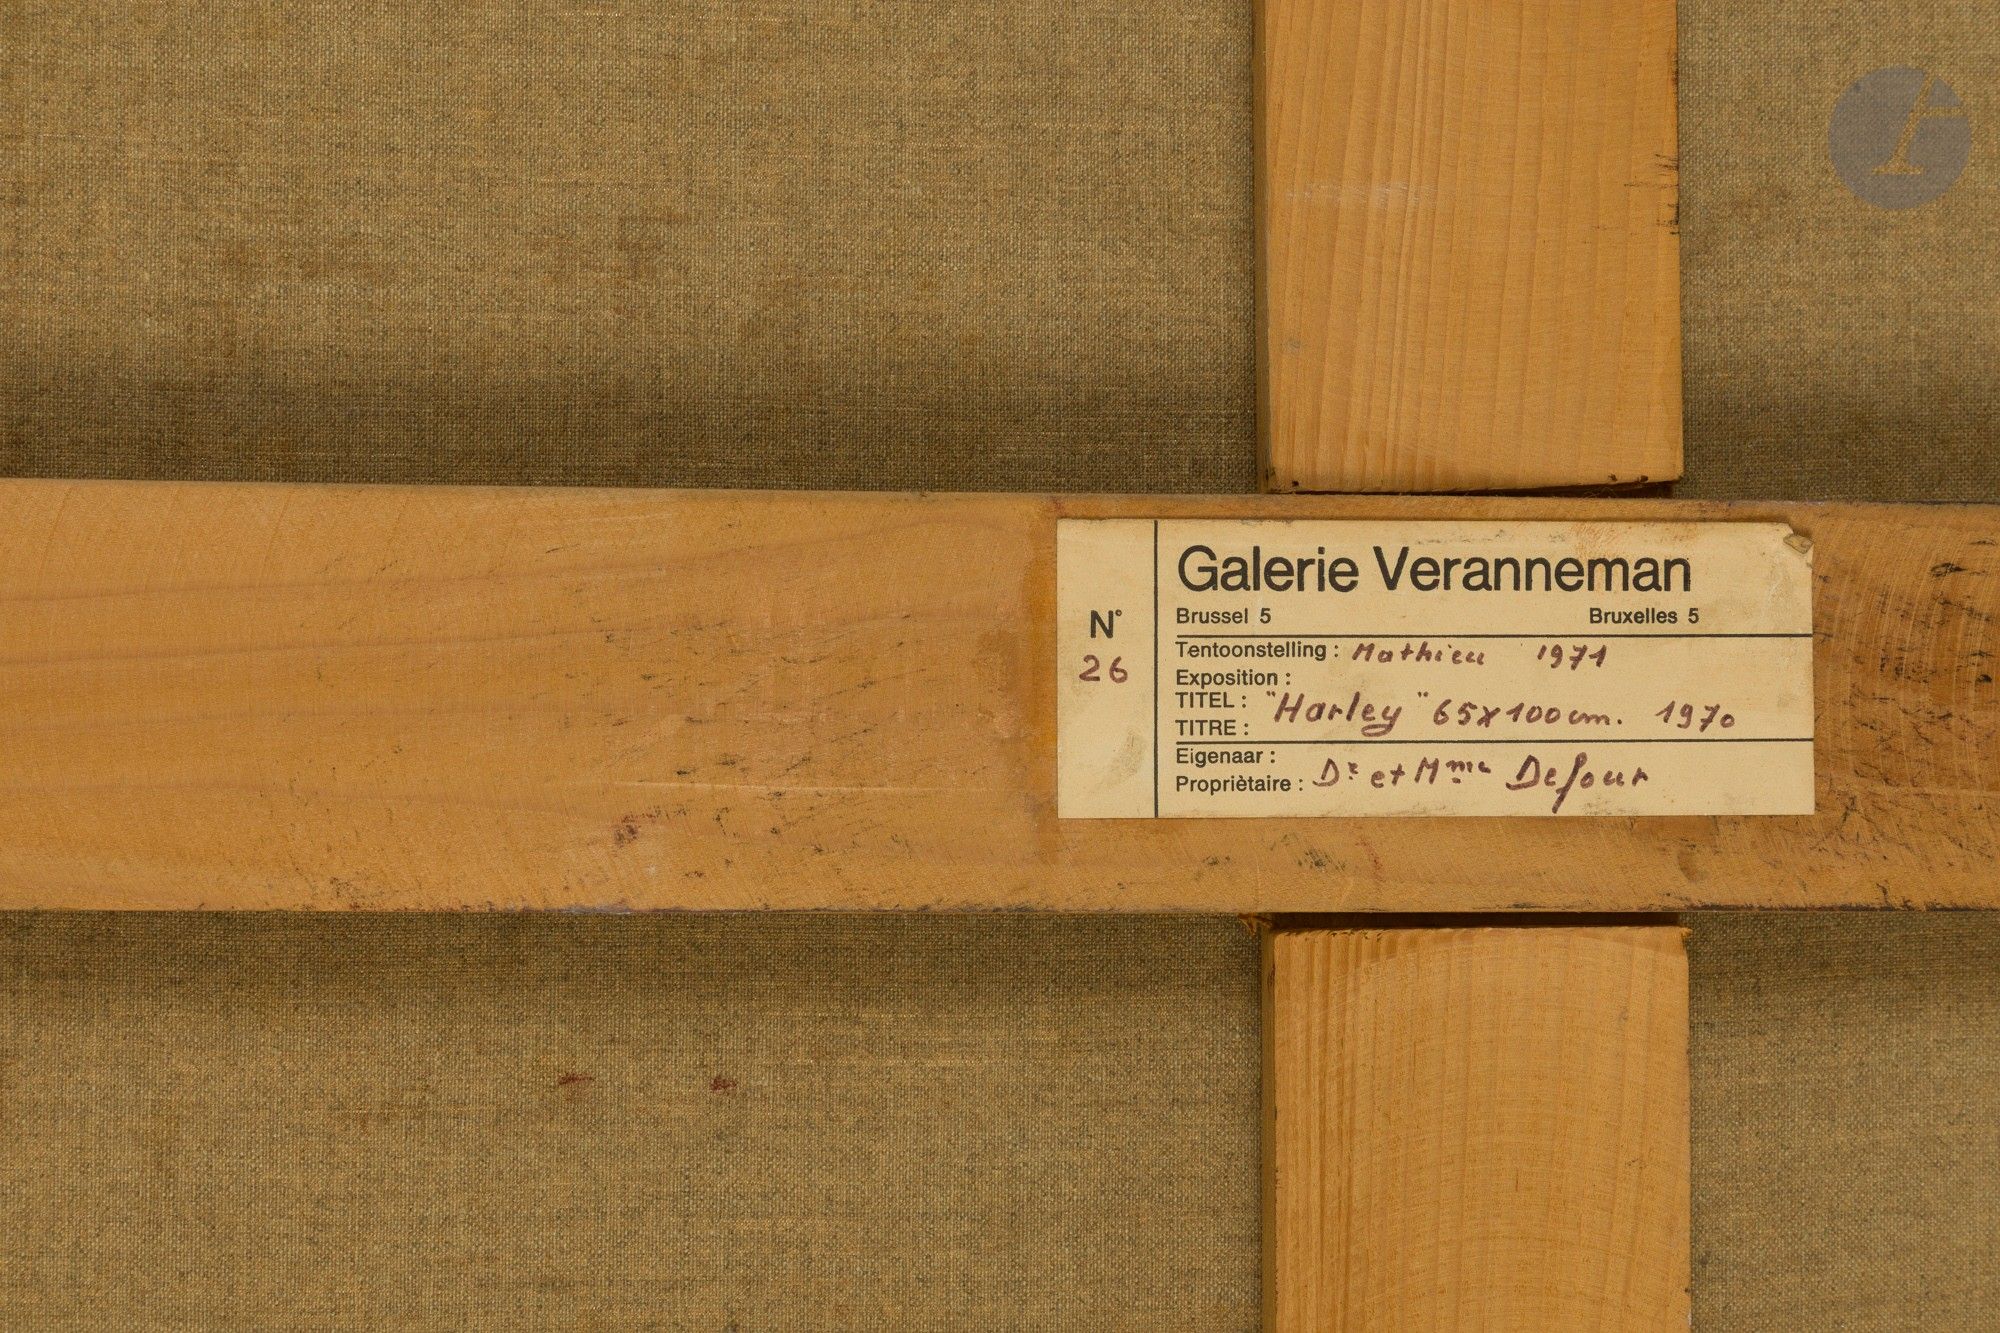 Galerie Veranneman
Brussel 5 Bruxelles 5
N°
26
Tentoonstelling : Mathieu 1971
Exposition :
TITEL : "Harley" 65x100 cm. 1970
TITRE :
Eigenaar :
Propriètaire : Dr et Mme Defour